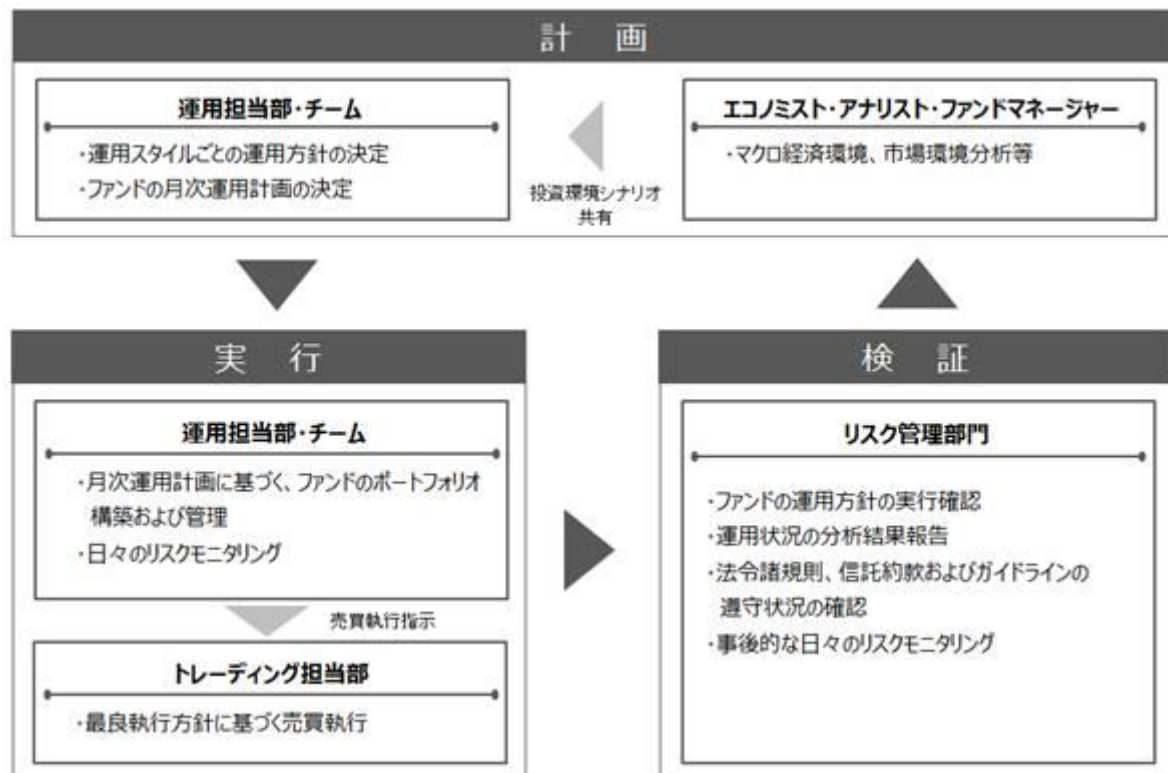 計 画
運用担当部・チーム
・運用スタイルごとの運用方針の決定
・ファンドの月次運用計画の決定
投資環境シナリオ
共有
エコノミスト・アナリスト・ファンドマネージャー
・マクロ経済環境、市場環境分析等
実 行
運用担当部・チーム
・月次運用計画に基づく、ファンドのポートフォリオ
構築および管理
・日々のリスクモニタリング
売買執行指示
トレーディング担当部
・最良執行方針に基づく売買執行
検 証
リスク管理部門
・ファンドの運用方針の実行確認
・運用状況の分析結果報告
・法令諸規則、信託約款およびガイドラインの
遵守状況の確認
・事後的な日々のリスクモニタリング